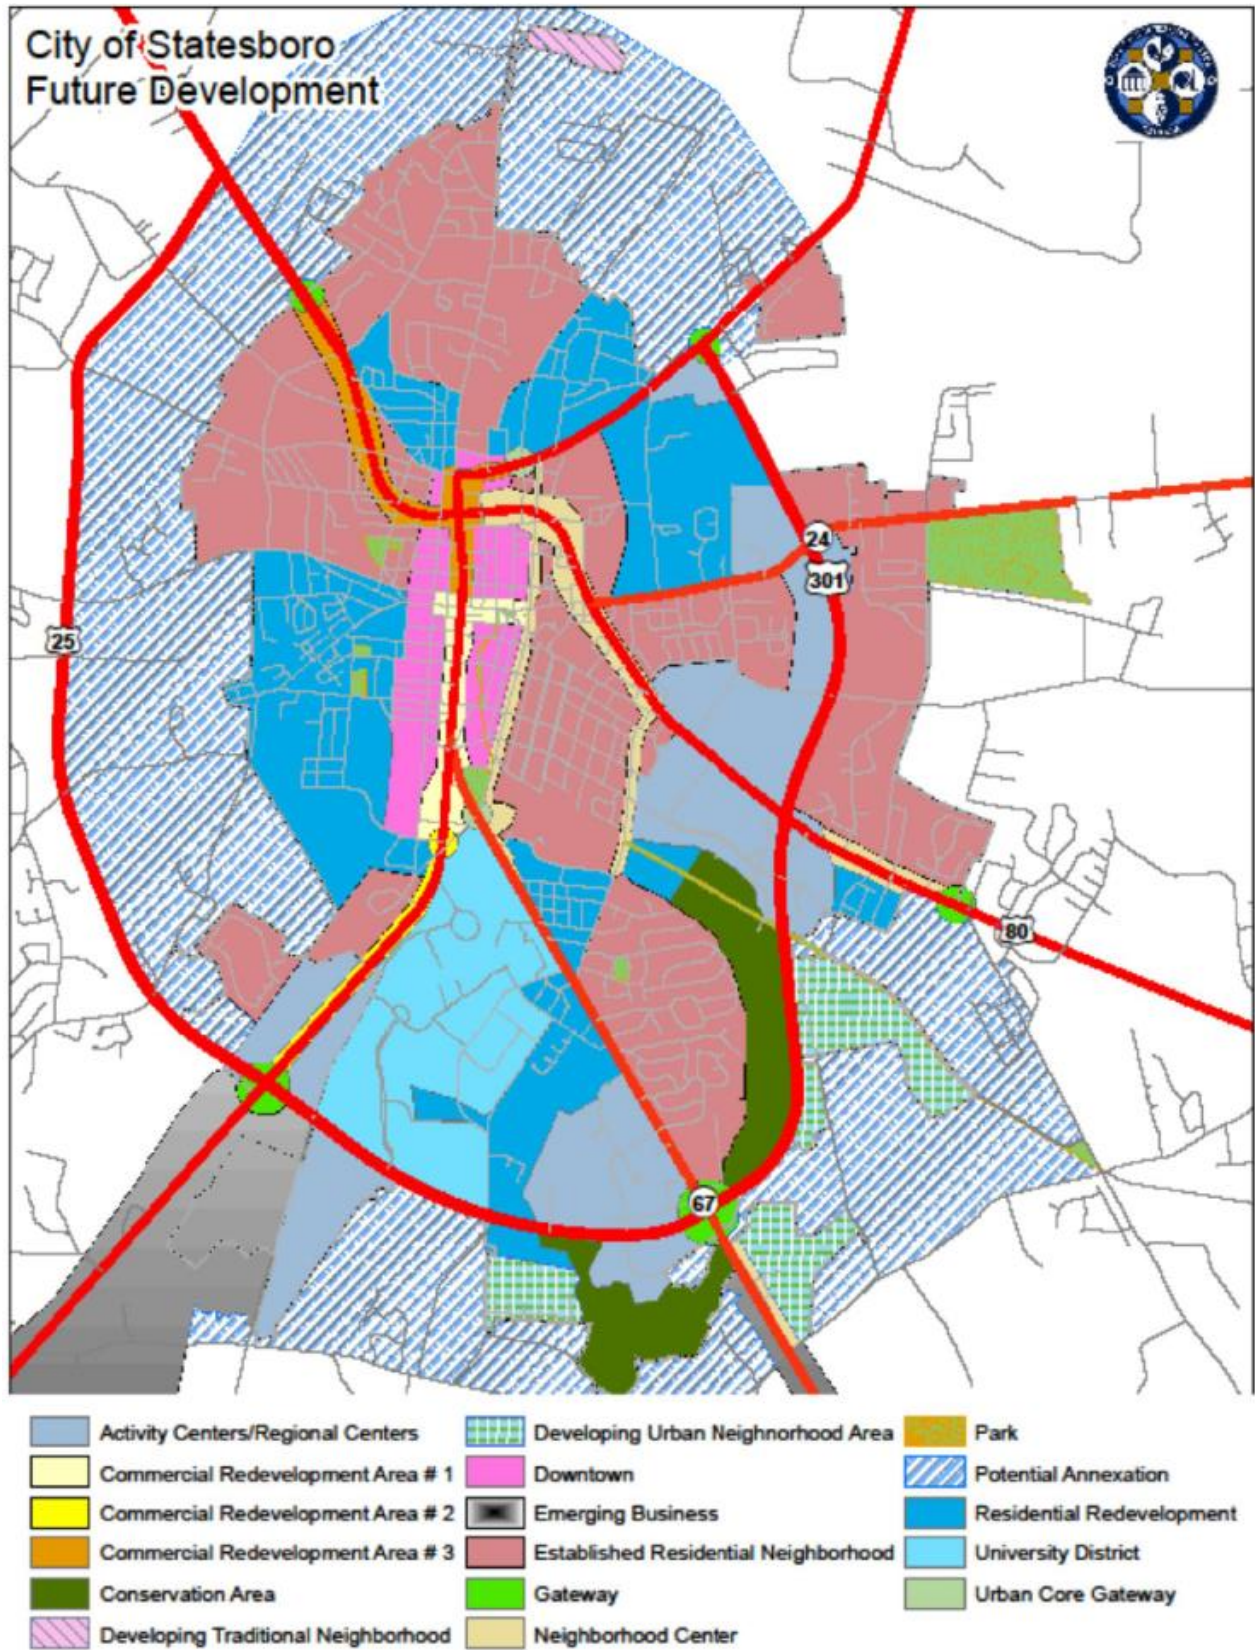 City of Statesboro
Future Development
24
301
25
80
67
Activity Centers/Regional Centers
Commercial Redevelopment Area # 1
Commercial Redevelopment Area # 2
Commercial Redevelopment Area # 3
Conservation Area
Developing Traditional Neighborhood
Developing Urban Neighnorhood Area
Downtown
Emerging Business
Established Residential Neighborhood
Gateway
Neighborhood Center
Park
Potential Annexation
Residential Redevelopment
University District
Urban Core Gateway